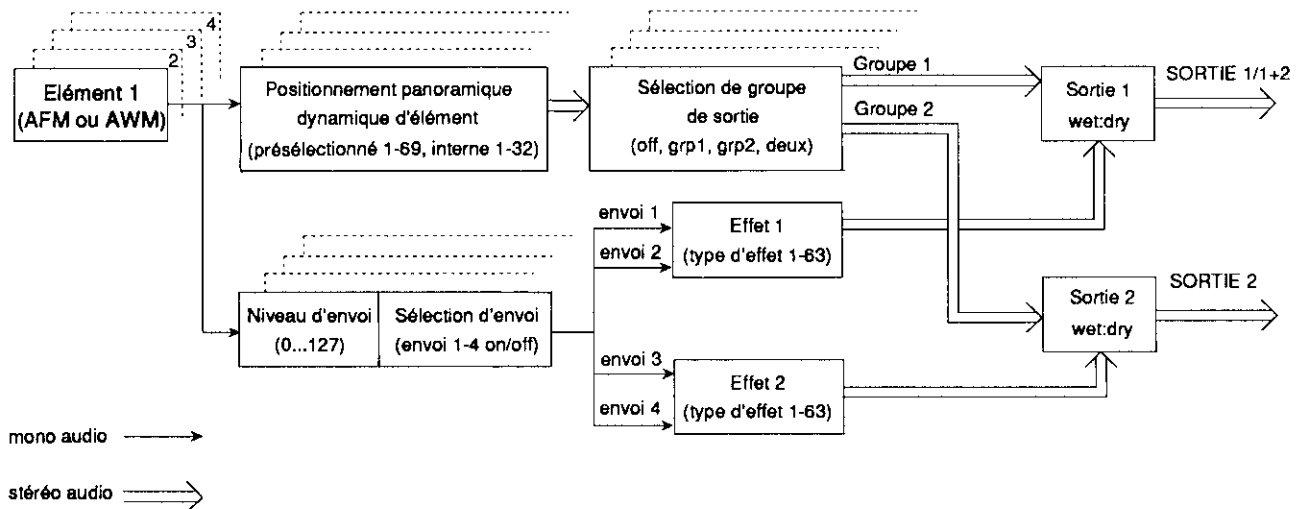 4
3
2
Elément 1
(AFM ou AWM)
Positionnement panoramique
dynamique d'élément
(présélectionné 1-69, interne 1-32)
Sélection de groupe
de sortie
(off, grp1, grp2, deux)
Groupe 1
Groupe 2
Sortie 1
wet:dry
SORTIE 1/1+2
Niveau d'envoi
(0...127)
Sélection d'envoi
(envoi 1-4 on/off)
envoi 1
envoi 2
Effet 1
(type d'effet 1-63)
envoi 3
envoi 4
Effet 2
(type d'effet 1-63)
Sortie 2
wet:dry
SORTIE 2
mono audio
stéréo audio